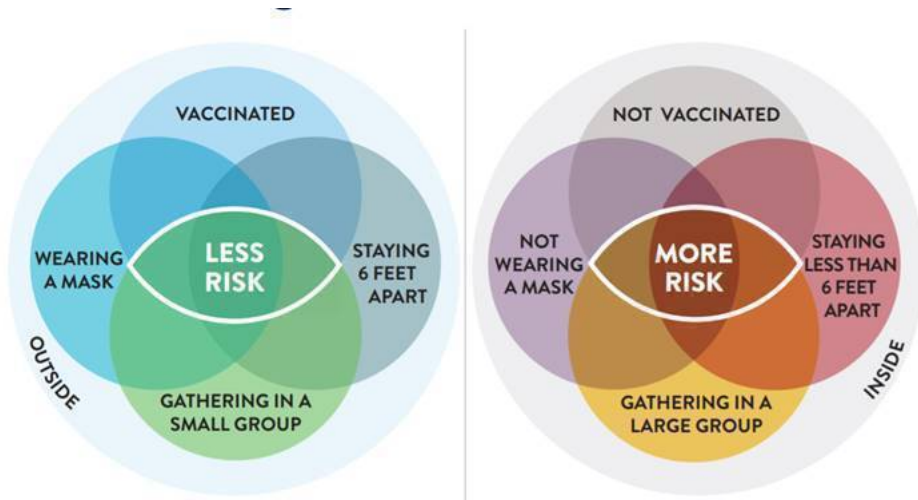 VACCINATED
WEARING
A MASK
LESS
RISK
STAYING
6 FEET
APART
OUTSIDE
GATHERING IN A
SMALL GROUP
NOT VACCINATED
NOT
WEARING
A MASK
MORE
RISK
STAYING
LESS THAN
6 FEET
APART
INSIDE
GATHERING IN A
LARGE GROUP